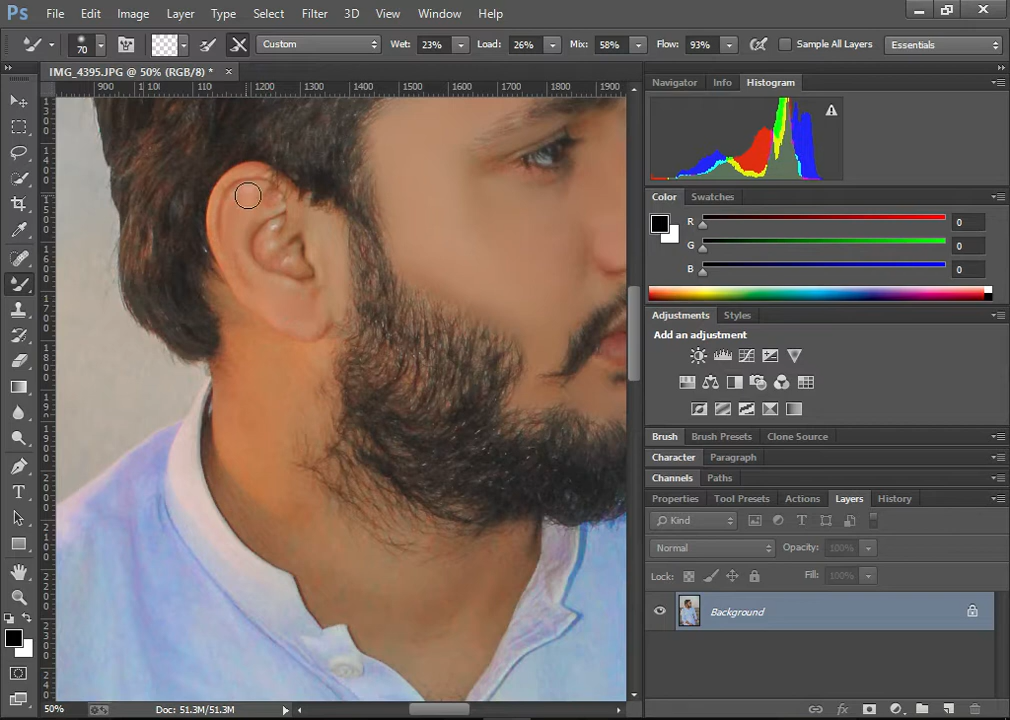 Ps File Edit Image Layer Type Select Filter 3D View Window Help
70 Custom Wet: 23% Load: 26% Mix: 58% Flow: 93% Sample All Layers Essentials
IMG_4395.JPG @ 50% (RGB/8) *
900 1200 1300 1400 1500 1600 1700 1800 1900
Navigator Info Histogram
Color Swatches
R 0
G 0
B 0
Adjustments Styles
Add an adjustment
Brush Brush Presets Clone Source
Character Paragraph
Channels Paths
Properties Tool Presets Actions Layers History
Kind
Normal Opacity: 100%
Lock: Fill: 100%
Background
50% Doc: 51.3M/51.3M